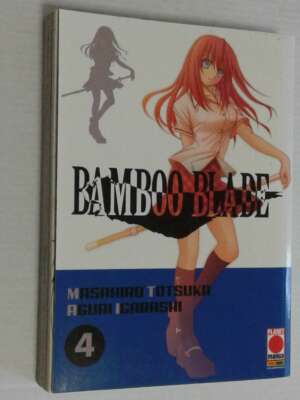 BAMBOO BLADE
MASAHIRO TOTSUKA
AGURI IGARASHI
4
PLANET
MANGA